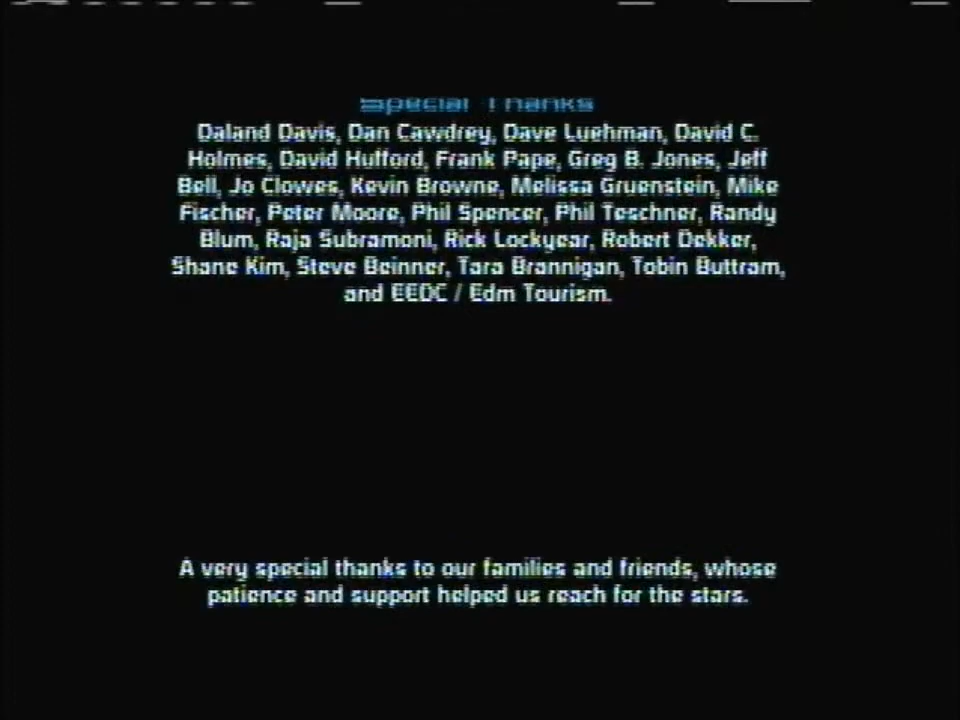 Special Thanks
Daland Davis, Dan Cawdrey, Dave Luehman, David C.
Holmes, David Hufford, Frank Pape, Greg B. Jones, Jeff
Bell, Jo Clowes, Kevin Browne, Melissa Gruenstein, Mike
Fischer, Peter Moore, Phil Spencer, Phil Teschner, Randy
Blum, Raja Subramoni, Rick Lockyear, Robert Dekker,
Shane Kim, Steve Beinner, Tara Brannigan, Tobin Buttram,
and EEDC / Edm Tourism.
A very special thanks to our families and friends, whose
patience and support helped us reach for the stars.